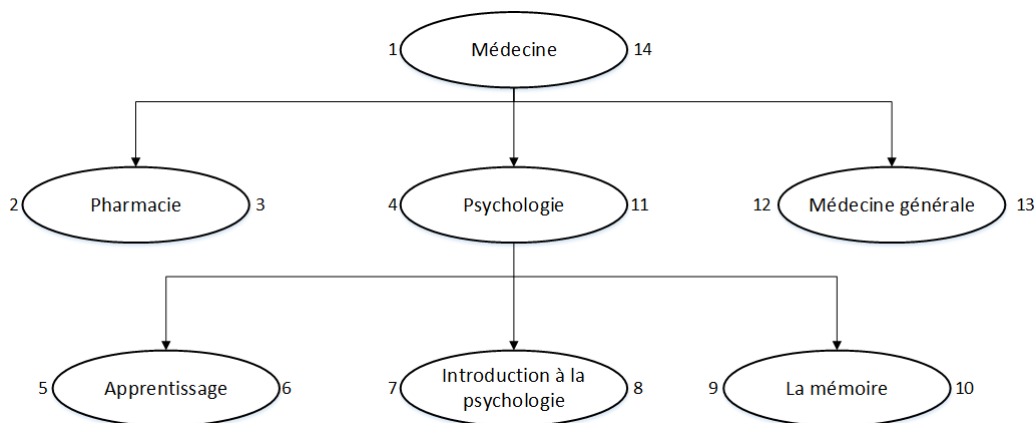 1 Médecine 14
2 Pharmacie 3 4 Psychologie 11 12 Médecine générale 13
5 Apprentissage 6 7 Introduction à la psychologie 8 9 La mémoire 10